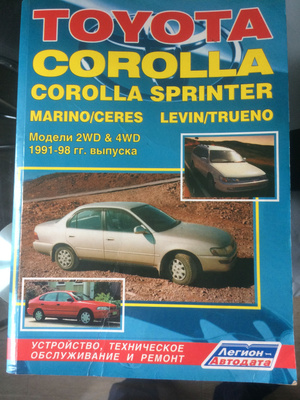 TOYOTA
COROLLA
COROLLA SPRINTER
MARINO/CERES LEVIN/TRUENO
Модели 2WD & 4WD
1991-98 гг. выпуска
УСТРОЙСТВО, ТЕХНИЧЕСКОЕ
ОБСЛУЖИВАНИЕ И РЕМОНТ
Легион-
Автодата